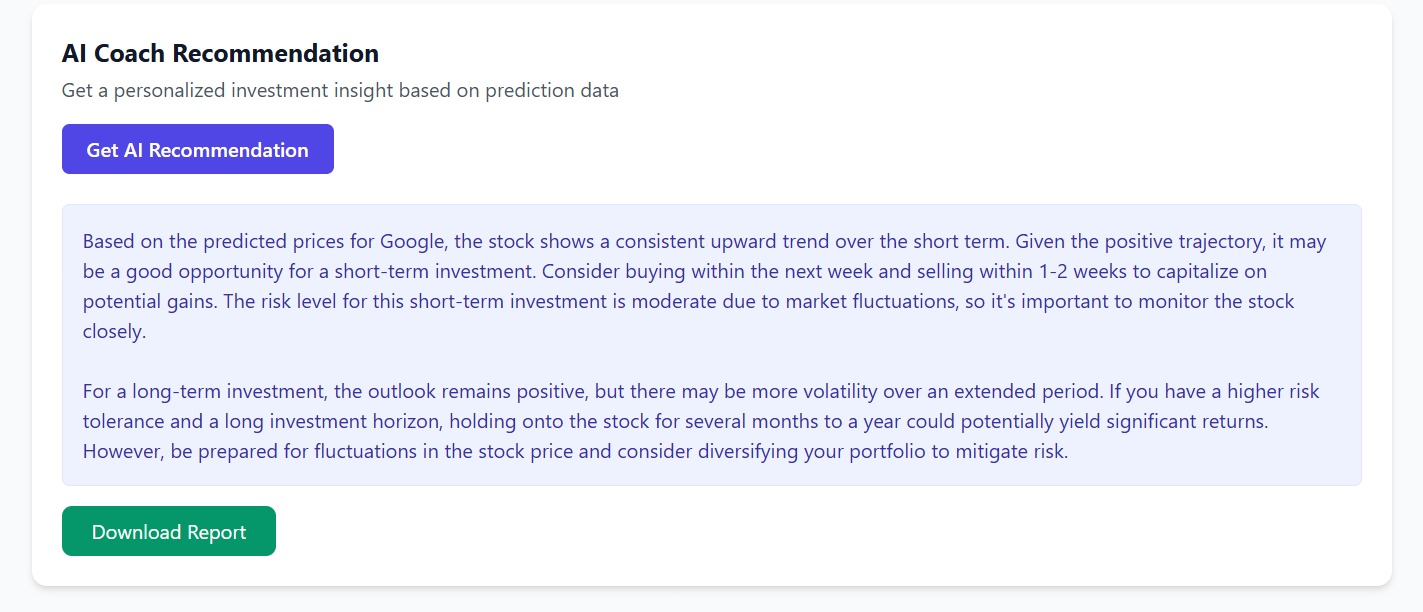 AI Coach Recommendation
Get a personalized investment insight based on prediction data
Get AI Recommendation
Based on the predicted prices for Google, the stock shows a consistent upward trend over the short term. Given the positive trajectory, it may
be a good opportunity for a short-term investment. Consider buying within the next week and selling within 1-2 weeks to capitalize on
potential gains. The risk level for this short-term investment is moderate due to market fluctuations, so it's important to monitor the stock
closely.
For a long-term investment, the outlook remains positive, but there may be more volatility over an extended period. If you have a higher risk
tolerance and a long investment horizon, holding onto the stock for several months to a year could potentially yield significant returns.
However, be prepared for fluctuations in the stock price and consider diversifying your portfolio to mitigate risk.
Download Report